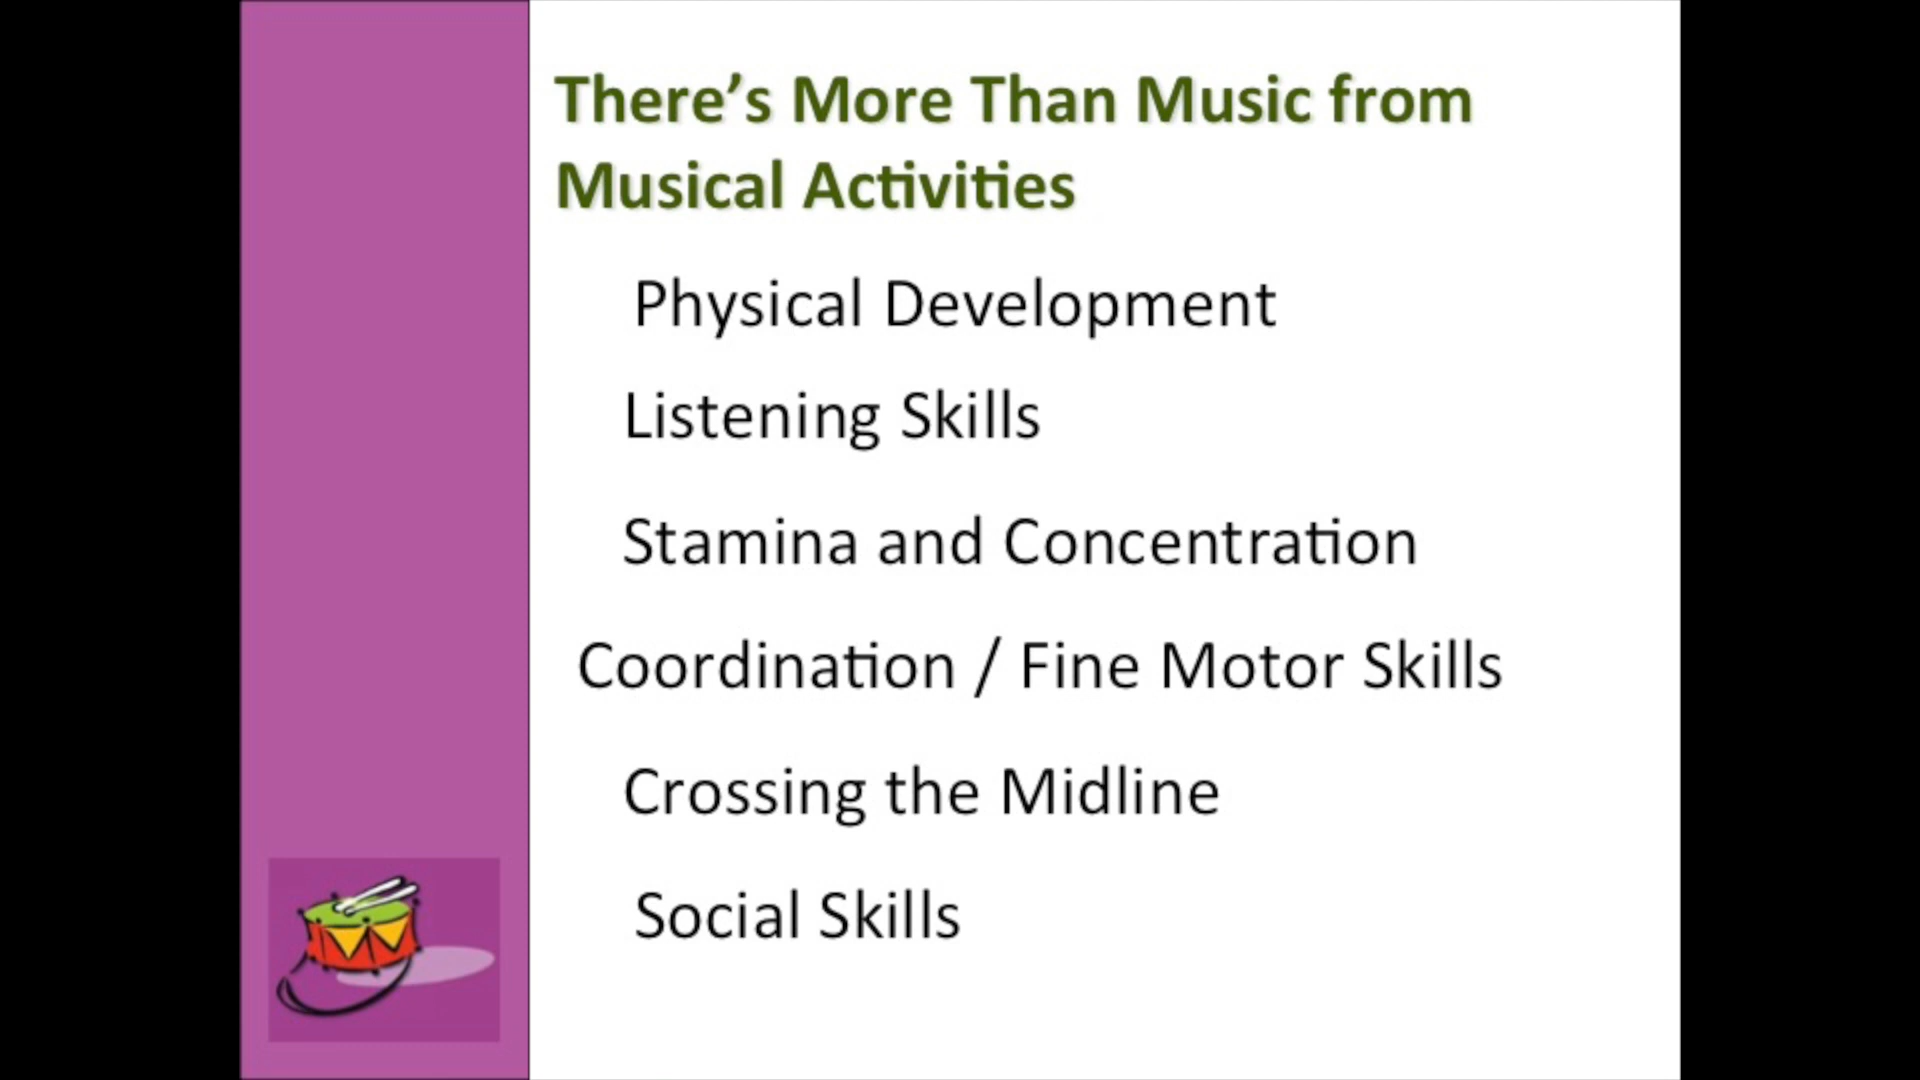 There’s More Than Music from
Musical Activities
Physical Development
Listening Skills
Stamina and Concentration
Coordination / Fine Motor Skills
Crossing the Midline
Social Skills